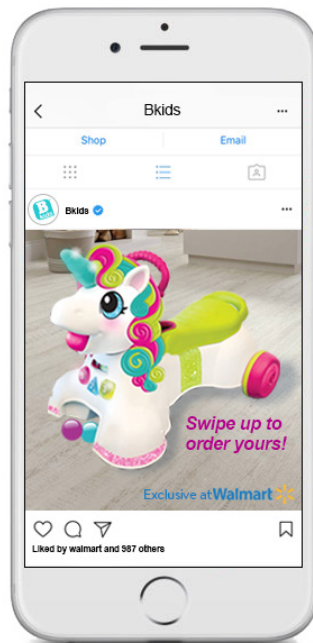 Bkids
Shop Email
B
Bkids
Swipe up to
order yours!
Exclusive at Walmart
Liked by walmart and 987 others